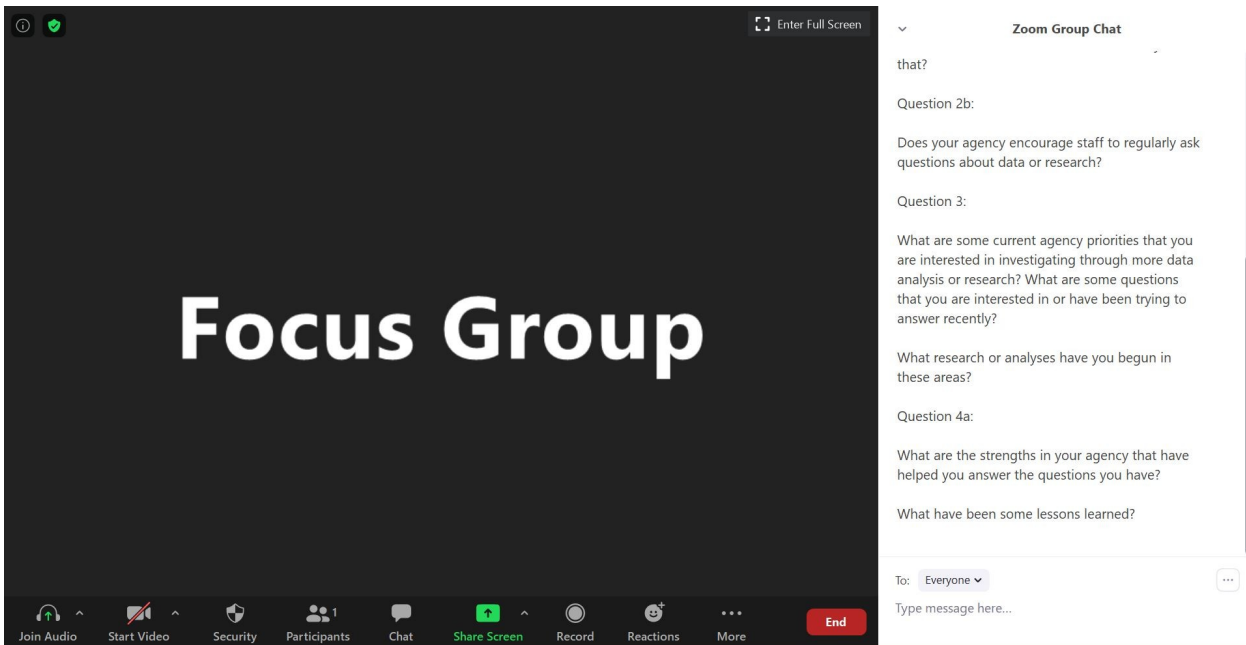 Enter Full Screen
Focus Group
Join Audio
Start Video
Security
1
Participants
Chat
Share Screen
Record
Reactions
More
End
Zoom Group Chat
that?
Question 2b:
Does your agency encourage staff to regularly ask
questions about data or research?
Question 3:
What are some current agency priorities that you
are interested in investigating through more data
analysis or research? What are some questions
that you are interested in or have been trying to
answer recently?
What research or analyses have you begun in
these areas?
Question 4a:
What are the strengths in your agency that have
helped you answer the questions you have?
What have been some lessons learned?
To: Everyone
Type message here...